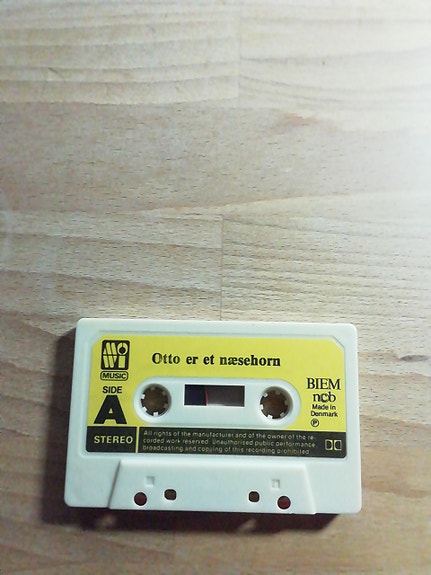 MOWI
MUSIC
Otto er et næsehorn
SIDE
A
STEREO
BIEM
ncb
Made in
Denmark
℗
All rights of the manufacturer and of the owner of the re-
corded work reserved. Unauthorised public performance,
broadcasting and copying of this recording prohibited.